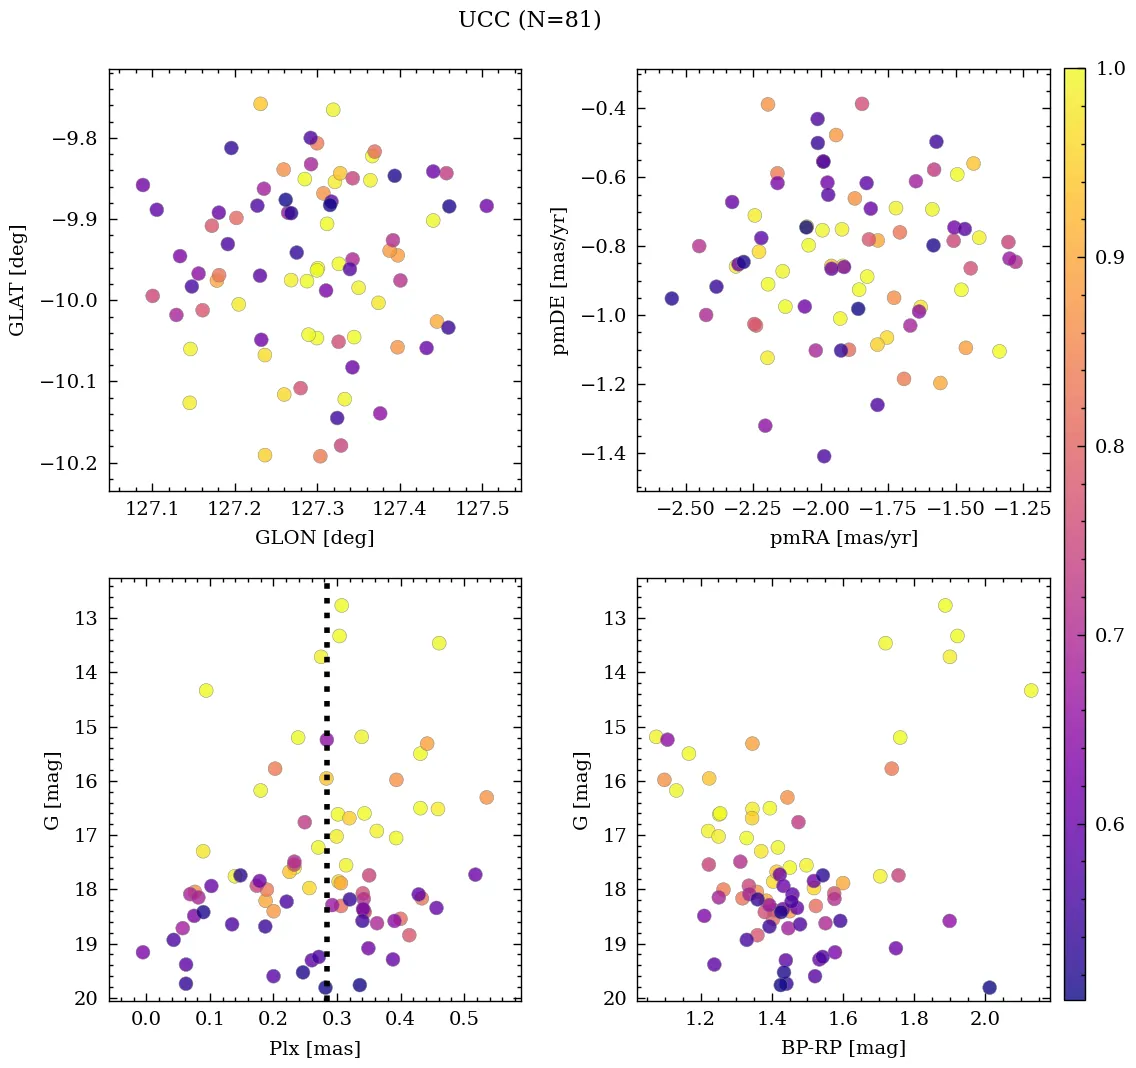 UCC (N=81)
−9.8
−9.9
−10.0
−10.1
−10.2
GLAT [deg]
127.1 127.2 127.3 127.4 127.5
GLON [deg]
−0.4
−0.6
−0.8
−1.0
−1.2
−1.4
pmDE [mas/yr]
−2.50 −2.25 −2.00 −1.75 −1.50 −1.25
pmRA [mas/yr]
1.0
0.9
0.8
0.7
0.6
13
14
15
16
17
18
19
20
G [mag]
0.0 0.1 0.2 0.3 0.4 0.5
Plx [mas]
13
14
15
16
17
18
19
20
G [mag]
1.2 1.4 1.6 1.8 2.0
BP-RP [mag]